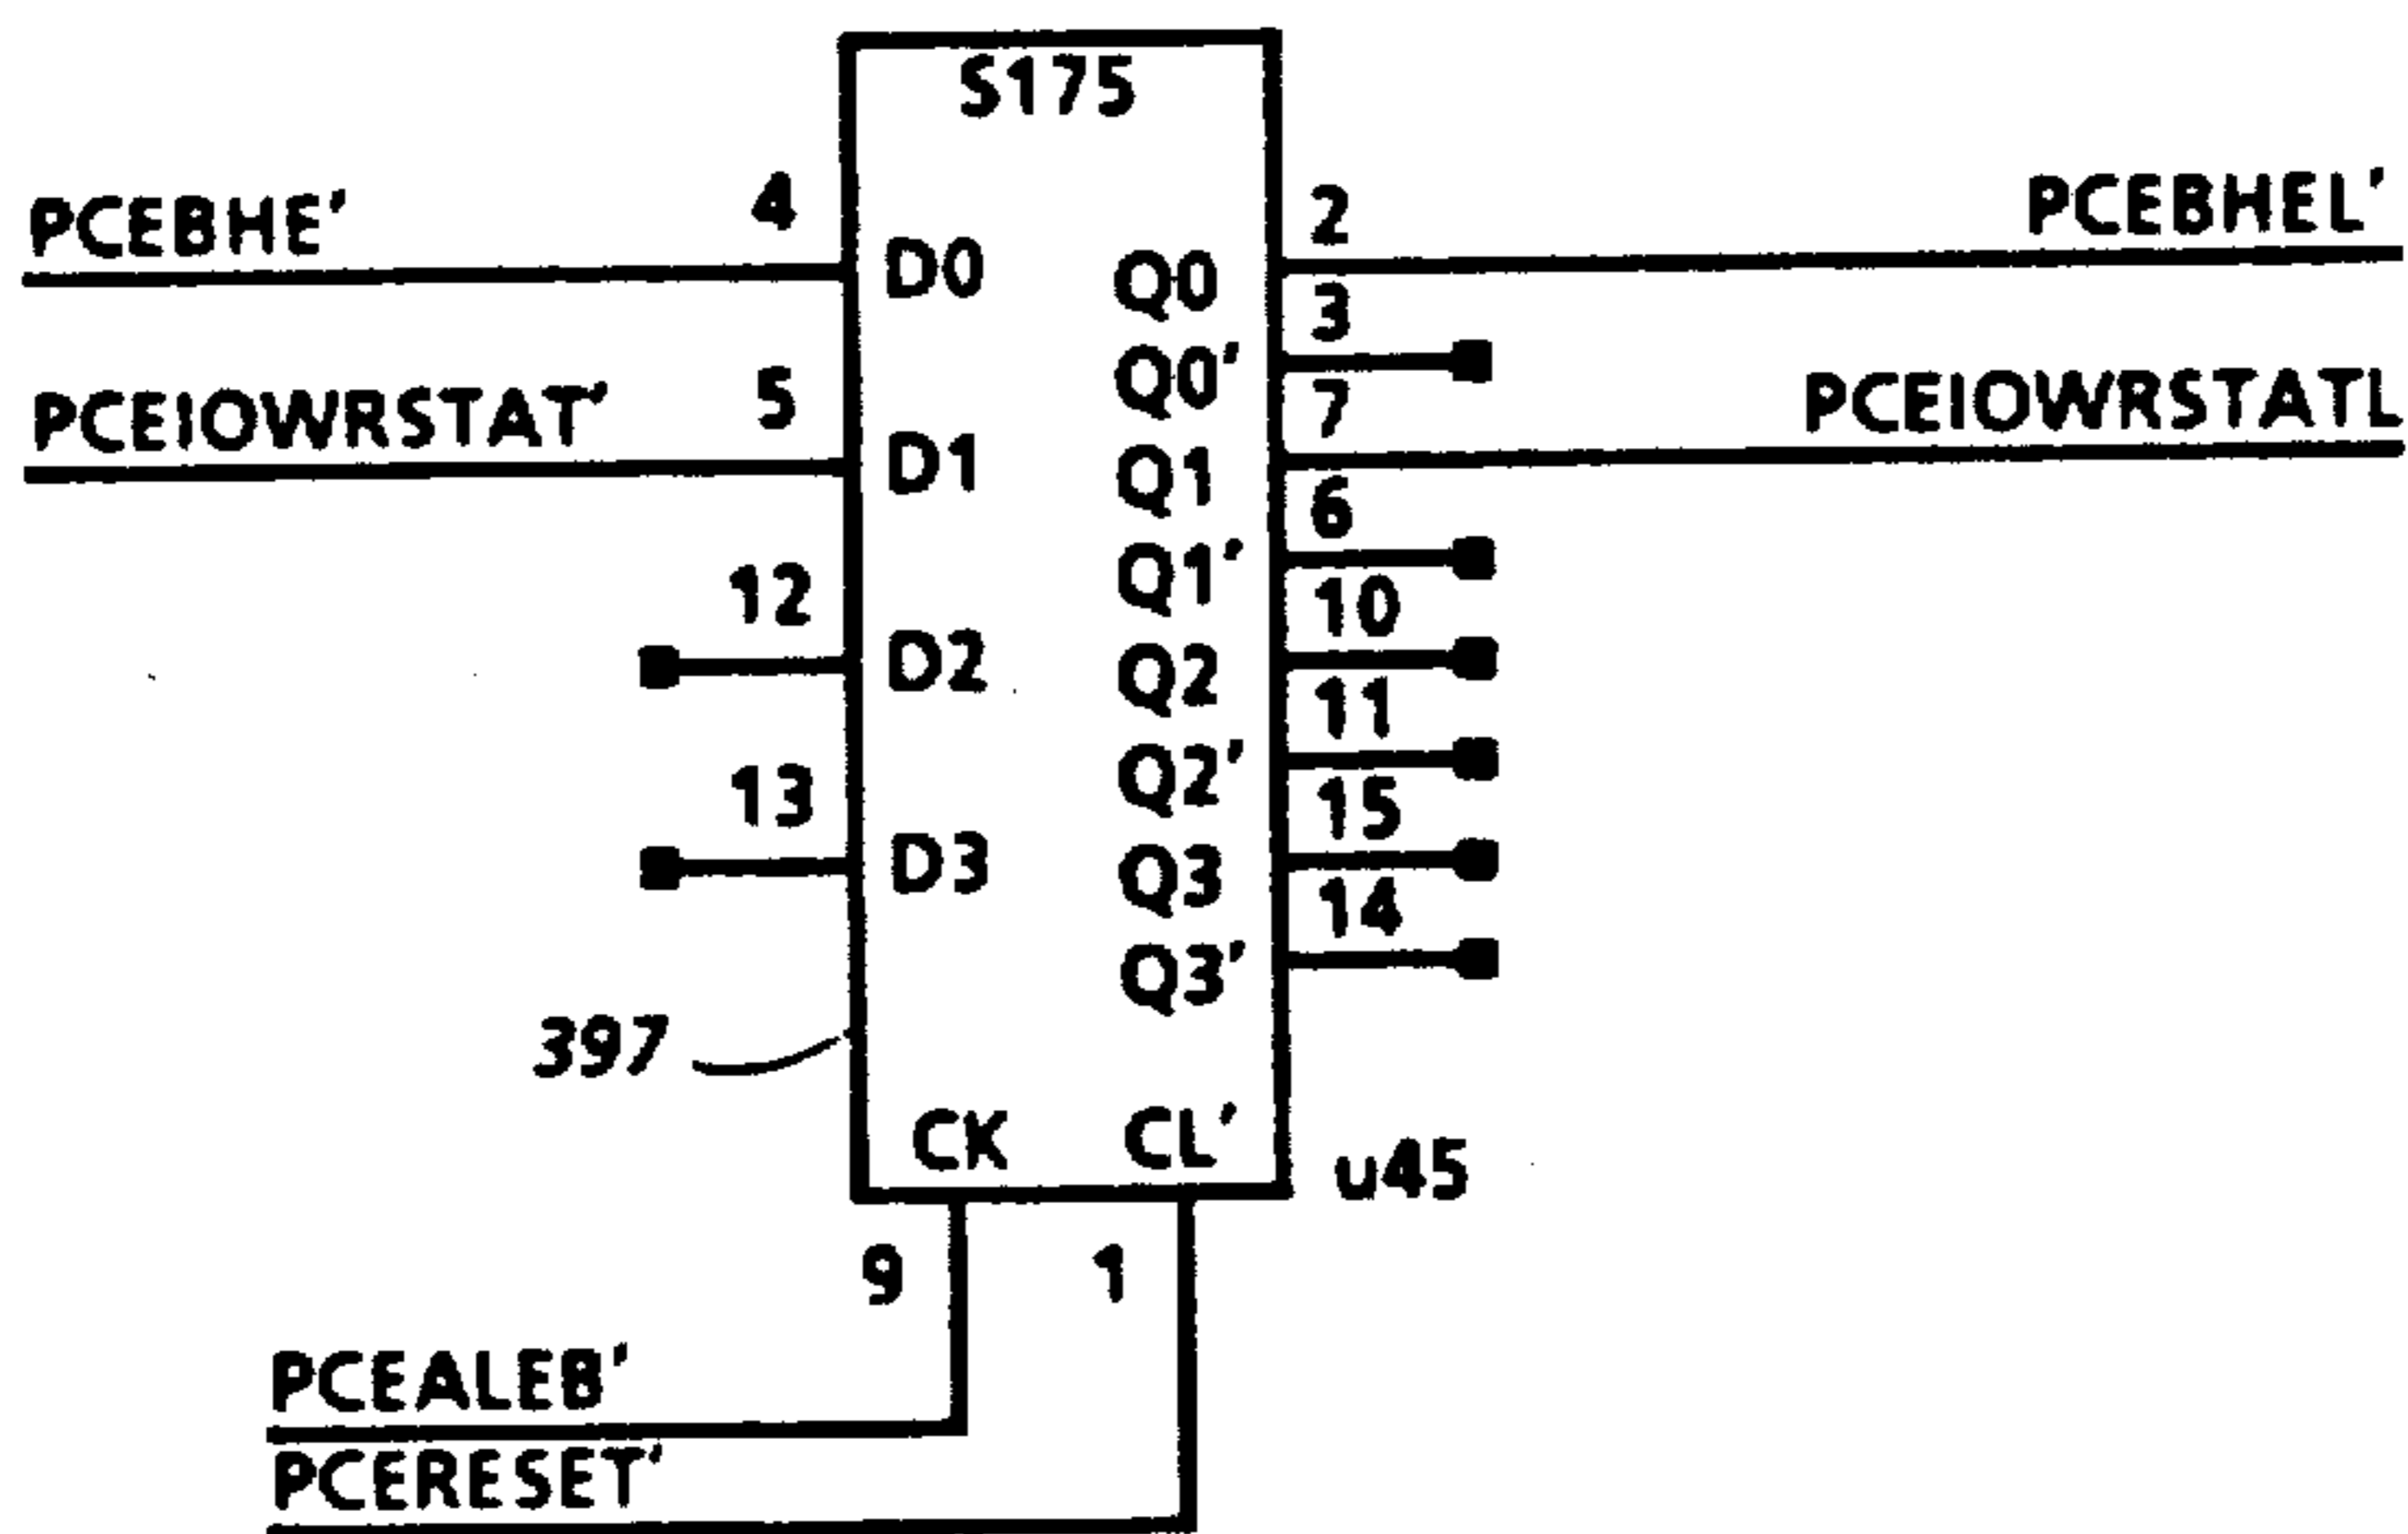 S175
PCEBHE' 4 D0 Q0 2 PCEBHEL'
Q0' 3
PCEIOWRSTAT' 5 D1 Q1 7 PCEIOWRSTATL
Q1' 6
12 D2 Q2 10
Q2' 11
13 D3 Q3 15
Q3' 14
397
CK CL' u45
9 1
PCEALEB'
PCERESET'